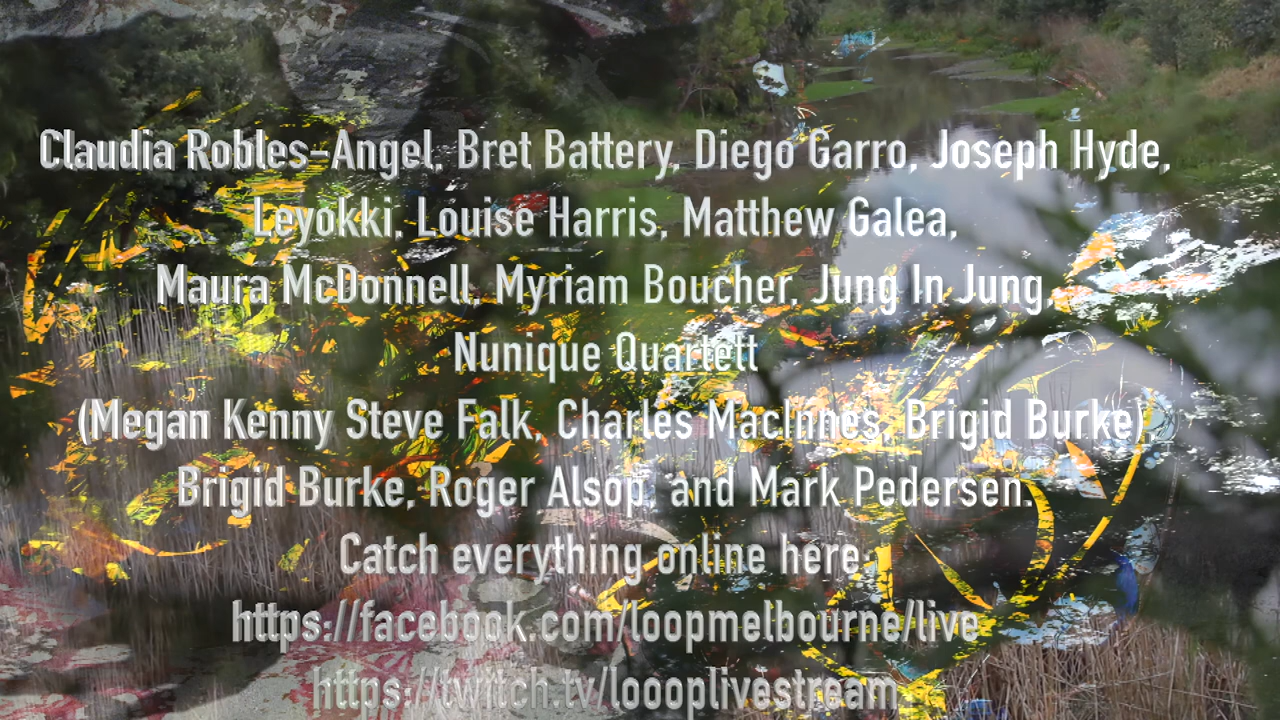 Claudia Robles-Angel, Bret Battery, Diego Garro, Joseph Hyde,
Leyokki, Louise Harris, Matthew Galea,
Maura McDonnell, Myriam Boucher, Jung In Jung,
Nunique Quartett
(Megan Kenny Steve Falk, Charles MacInnes, Brigid Burke)
Brigid Burke, Roger Alsop, and Mark Pedersen.
Catch everything online here:
https://facebook.com/loopmelbourne/live
https://twitch.tv/loooplivestream